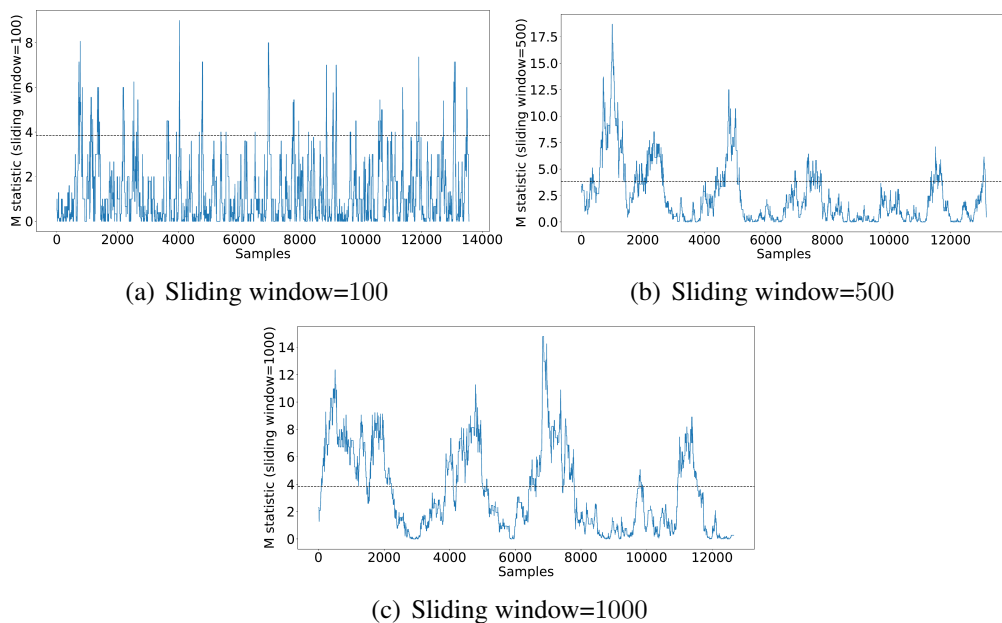 M statistic (sliding window=100)
8
6
4
2
0
0 2000 4000 6000 8000 10000 12000 14000
Samples
(a) Sliding window=100
M statistic (sliding window=500)
17.5
15.0
12.5
10.0
7.5
5.0
2.5
0.0
0 2000 4000 6000 8000 10000 12000
Samples
(b) Sliding window=500
M statistic (sliding window=1000)
14
12
10
8
6
4
2
0
0 2000 4000 6000 8000 10000 12000
Samples
(c) Sliding window=1000